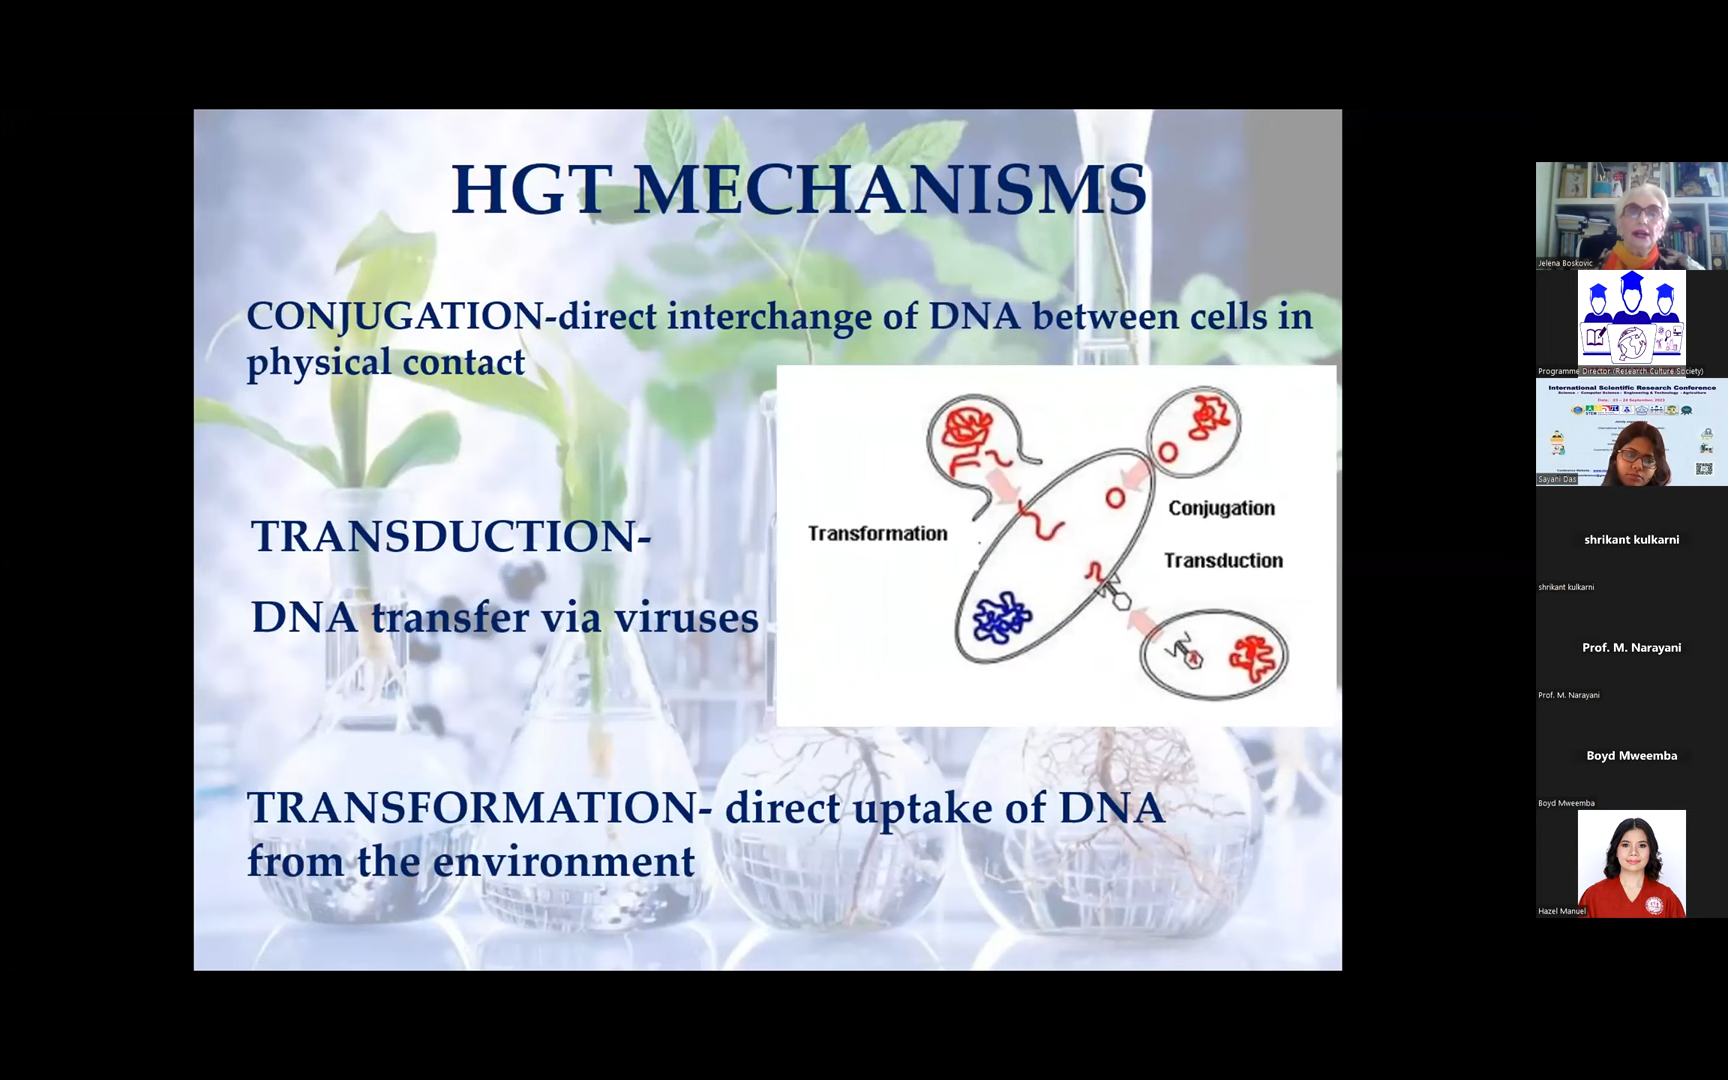 HGT MECHANISMS
CONJUGATION-direct interchange of DNA between cells in
physical contact
TRANSDUCTION-
DNA transfer via viruses
Transformation
Conjugation
Transduction
TRANSFORMATION- direct uptake of DNA
from the environment
Jelena Boskovic
Programme Director (Research Culture Society)
International Scientific Research Conference
Sayani Das
shrikant kulkarni
shrikant kulkarni
Prof. M. Narayani
Prof. M. Narayani
Boyd Mweemba
Boyd Mweemba
Hazel Manuel